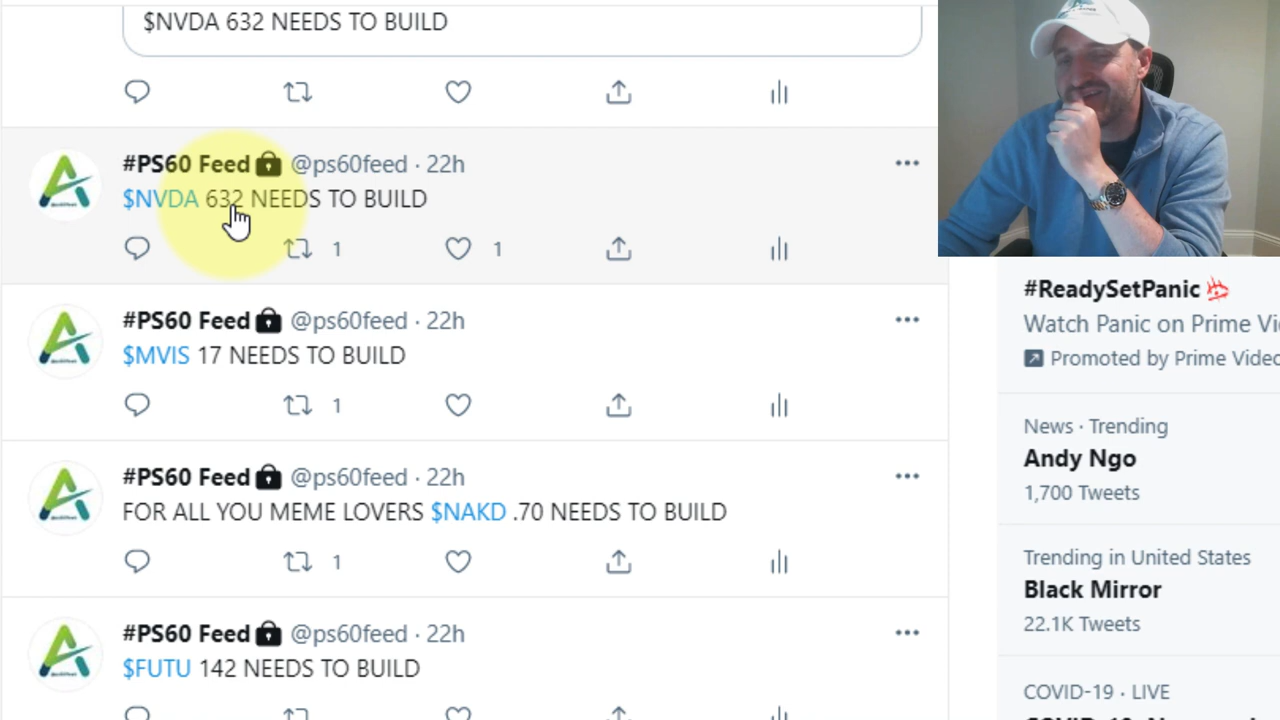 $NVDA 632 NEEDS TO BUILD
#PS60 Feed @ps60feed · 22h
$NVDA 632 NEEDS TO BUILD
1 1
#PS60 Feed @ps60feed · 22h
$MVIS 17 NEEDS TO BUILD
1
#PS60 Feed @ps60feed · 22h
FOR ALL YOU MEME LOVERS $NAKD .70 NEEDS TO BUILD
1
#PS60 Feed @ps60feed · 22h
$FUTU 142 NEEDS TO BUILD
#ReadySetPanic
Watch Panic on Prime Vi
Promoted by Prime Video
News · Trending
Andy Ngo
1,700 Tweets
Trending in United States
Black Mirror
22.1K Tweets
COVID-19 · LIVE